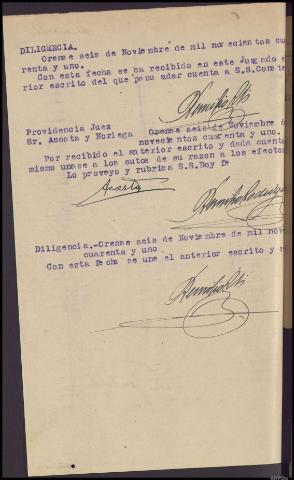 DILIGENCIA.
Orense seis de Noviembre de mil novecientos cua
renta y uno.
Con esta fecha se ha recibido en este Juzgado e
rior escrito del que paso adar cuenta a S.S.
Providencia Juez
Sr. Acosta y Noriega
Orense seis de Noviembre
novecientos cuarenta y uno.
Por recibido el anterior escrito y dada cuenta
mismo unase a los autos de su razon a los efectos
Lo proveyo y rubrica S.S.Doy fe
Acosta
Diligencia.-Orense seis de Noviembre de mil nov
cuarenta y uno
Con esta fecha se une el anterior escrito y